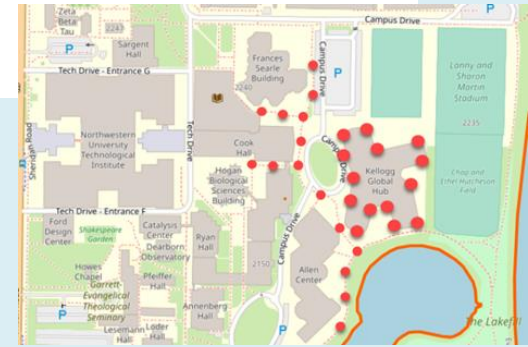 Zeta
Beta
Tau
2247
P
Sargent
Hall
Tech Drive - Entrance G
Campus Drive
P
Frances
Searle
Building
2240
Campus Drive
P
Lanny and
Sharon
Martin
Stadium
2235
Sheridan Road
Northwestern
University
Technological
Institute
Tech Drive
Cook
Hall
Hogan
Biological
Sciences
Building
Campus Drive
Kellogg
Global
Hub
Chap and
Ethel Hutcheson
Field
Tech Drive - Entrance F
Ford
Design
Center
Shakespeare
Garden
Catalysis
Center
Dearborn
Observatory
Ryan
Hall
2150
Campus Drive
Allen
Center
Howes
Chapel
Garrett-
Evangelical
Theological
Seminary
P
Pfeiffer
Hall
Annenberg
Hall
Lesemann
Hall
Loder
Hall
P
The Lakefill